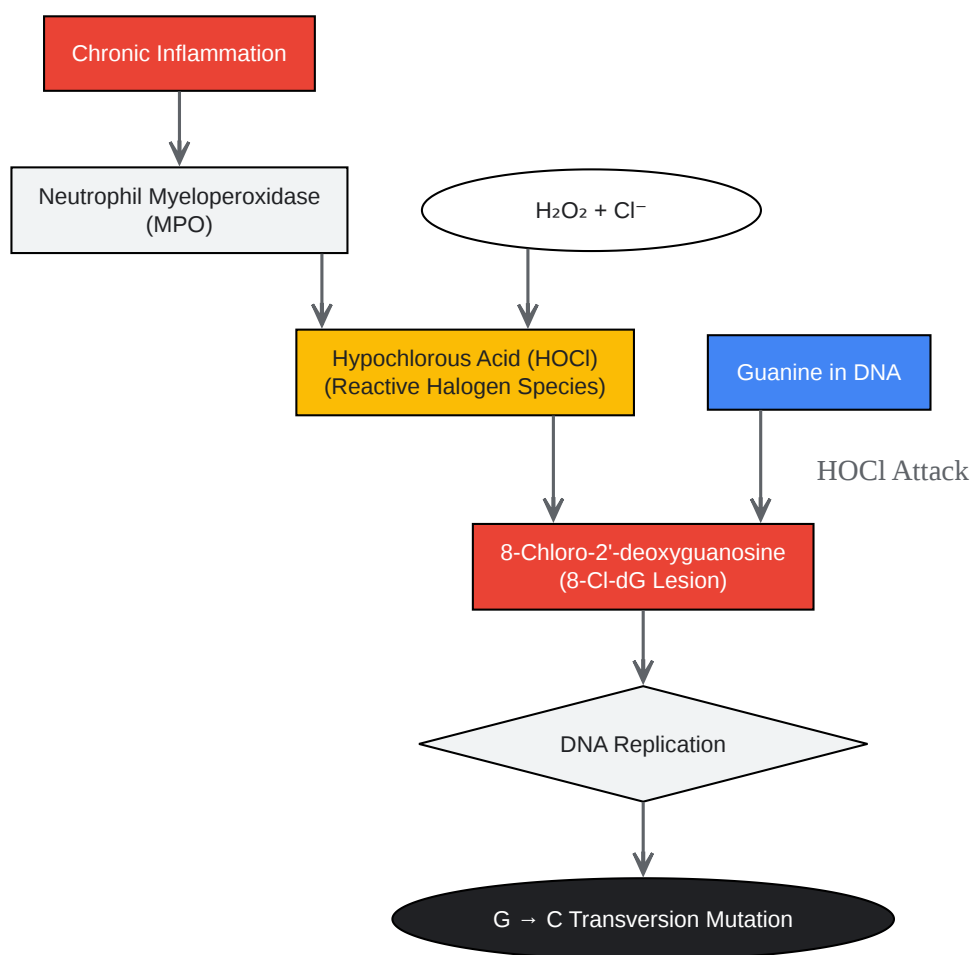 Chronic Inflammation
Neutrophil Myeloperoxidase
(MPO)
H₂O₂ + Cl⁻
Hypochlorous Acid (HOCl)
(Reactive Halogen Species)
Guanine in DNA
HOCl Attack
8-Chloro-2'-deoxyguanosine
(8-Cl-dG Lesion)
DNA Replication
G → C Transversion Mutation